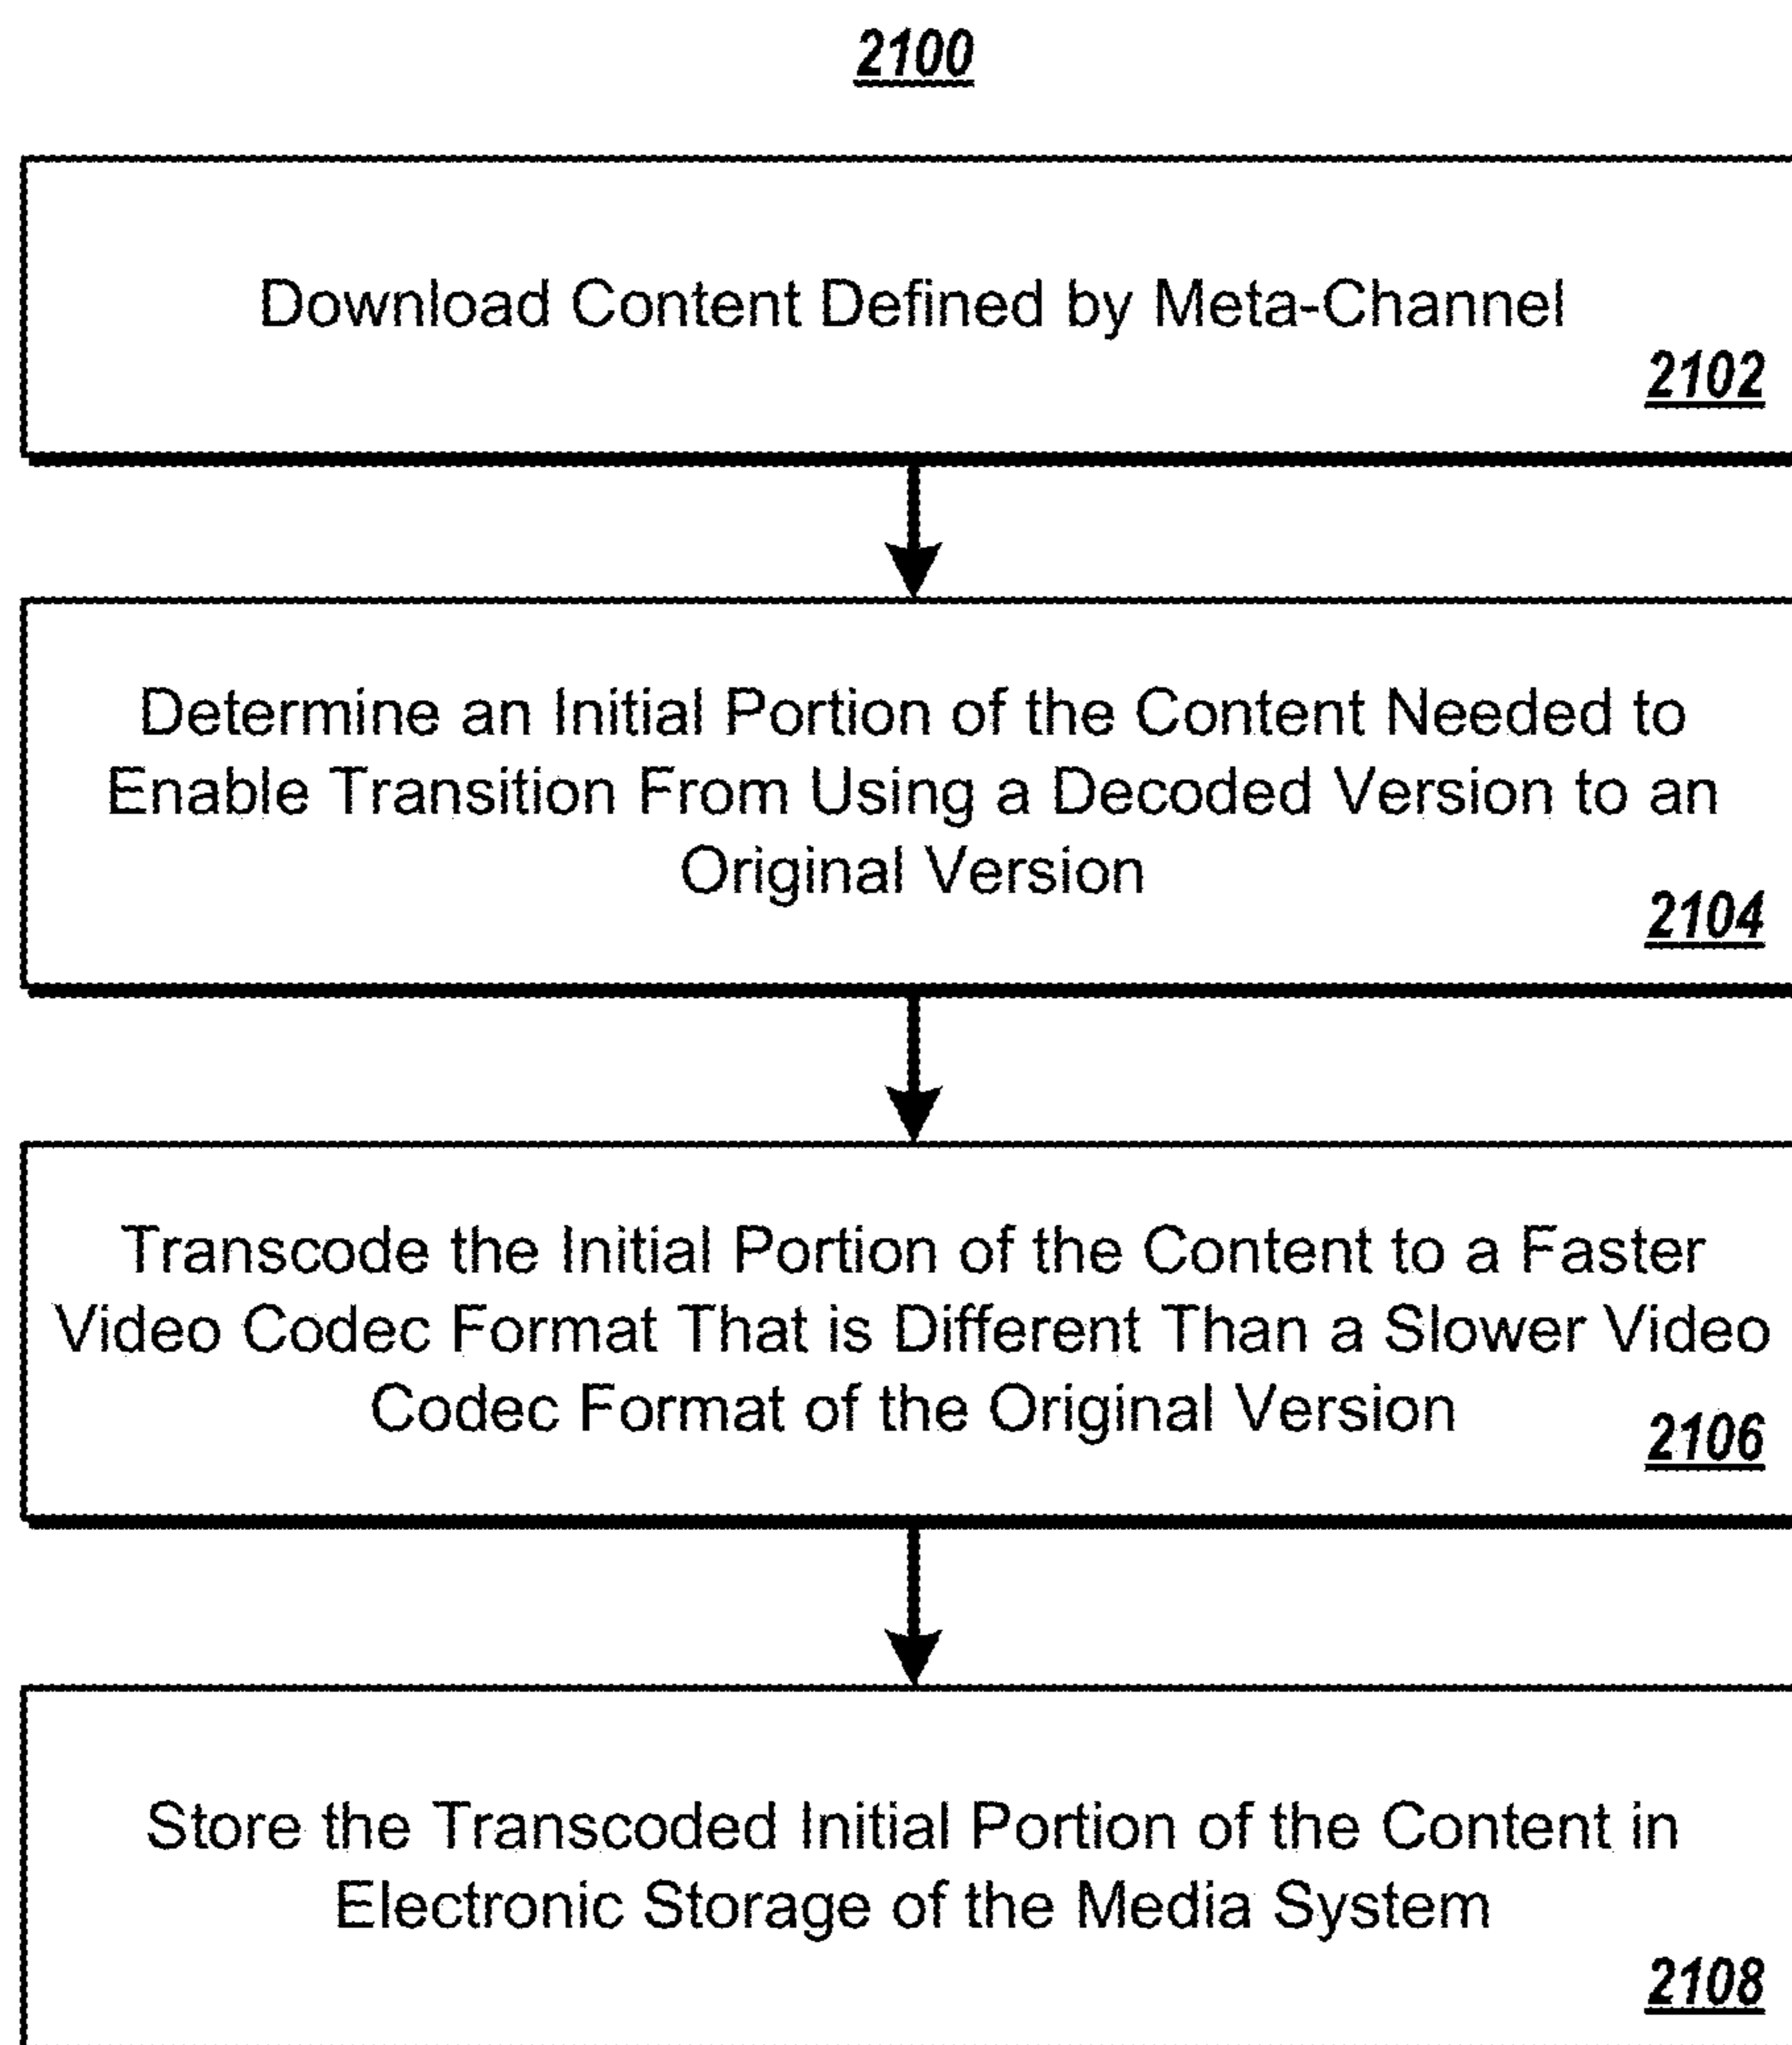 2100
Download Content Defined by Meta-Channel
2102
Determine an Initial Portion of the Content Needed to
Enable Transition From Using a Decoded Version to an
Original Version
2104
Transcode the Initial Portion of the Content to a Faster
Video Codec Format That is Different Than a Slower Video
Codec Format of the Original Version
2106
Store the Transcoded Initial Portion of the Content in
Electronic Storage of the Media System
2108